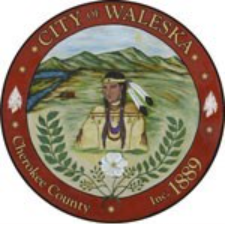 CITY OF WALESKA
Cherokee County
Inc. 1889